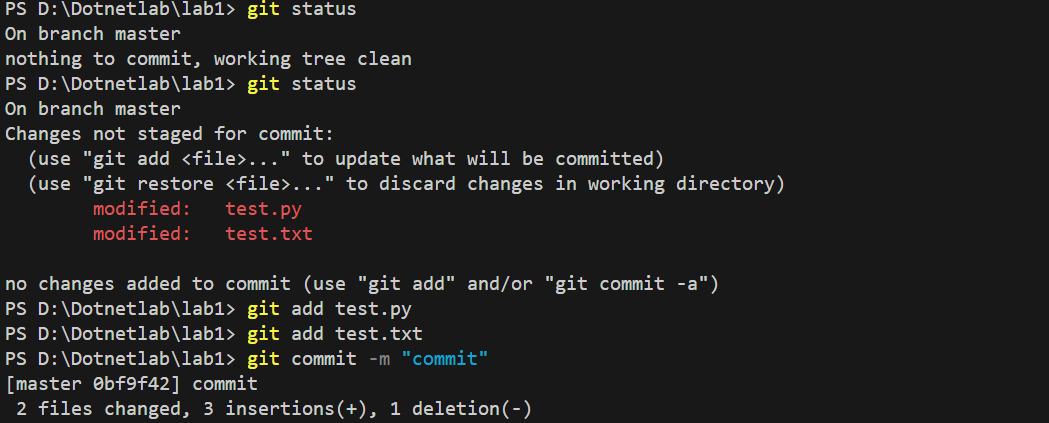 PS D:\Dotnetlab\lab1> git status
On branch master
nothing to commit, working tree clean
PS D:\Dotnetlab\lab1> git status
On branch master
Changes not staged for commit:
  (use "git add <file>..." to update what will be committed)
  (use "git restore <file>..." to discard changes in working directory)
        modified:   test.py
        modified:   test.txt

no changes added to commit (use "git add" and/or "git commit -a")
PS D:\Dotnetlab\lab1> git add test.py
PS D:\Dotnetlab\lab1> git add test.txt
PS D:\Dotnetlab\lab1> git commit -m "commit"
[master 0bf9f42] commit
 2 files changed, 3 insertions(+), 1 deletion(-)